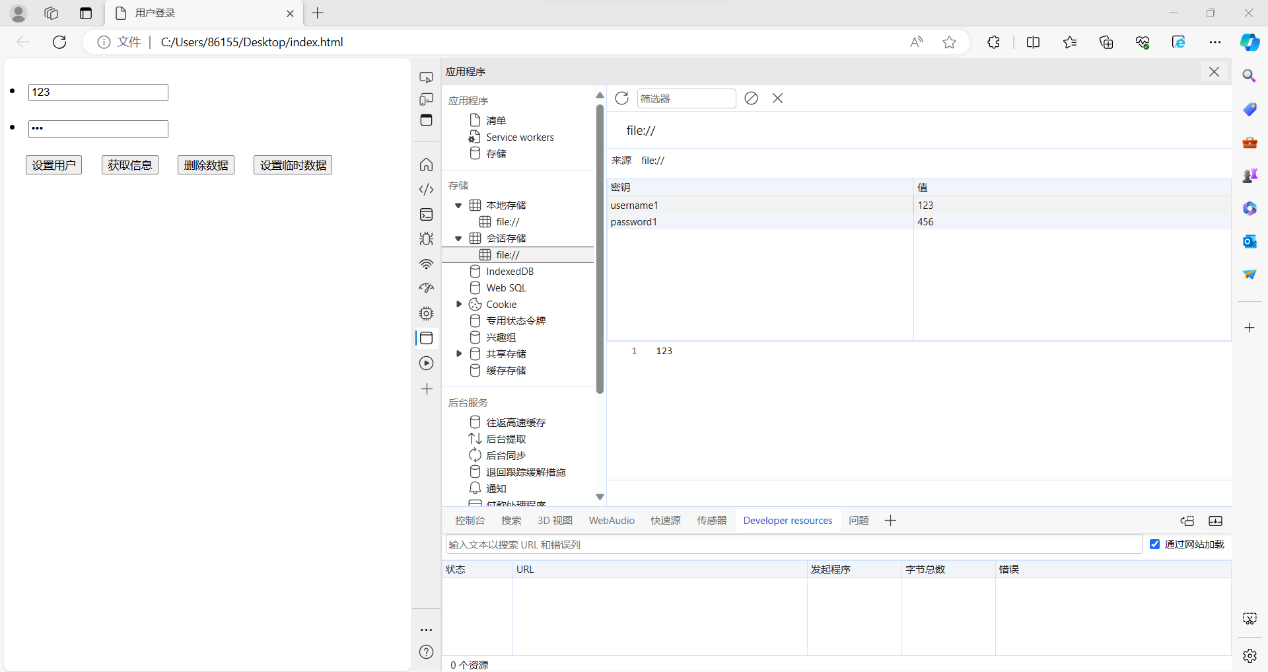 用户登录
文件 C:/Users/86155/Desktop/index.html
123
•••
设置用户 获取信息 删除数据 设置临时数据
应用程序
应用程序
清单
Service workers
存储
存储
本地存储
file://
会话存储
file://
IndexedDB
Web SQL
Cookie
专用状态令牌
兴趣组
共享存储
缓存存储
后台服务
往返高速缓存
后台提取
后台同步
退回跟踪缓解措施
通知
付款处理程序
筛选器
file://
来源 file://
密钥 值
username1 123
password1 456
1 123
控制台 搜索 3D 视图 WebAudio 快速源 传感器 Developer resources 问题
输入文本以搜索 URL 和错误列 通过网站加载
状态 URL 发起程序 字节总数 错误
0 个资源